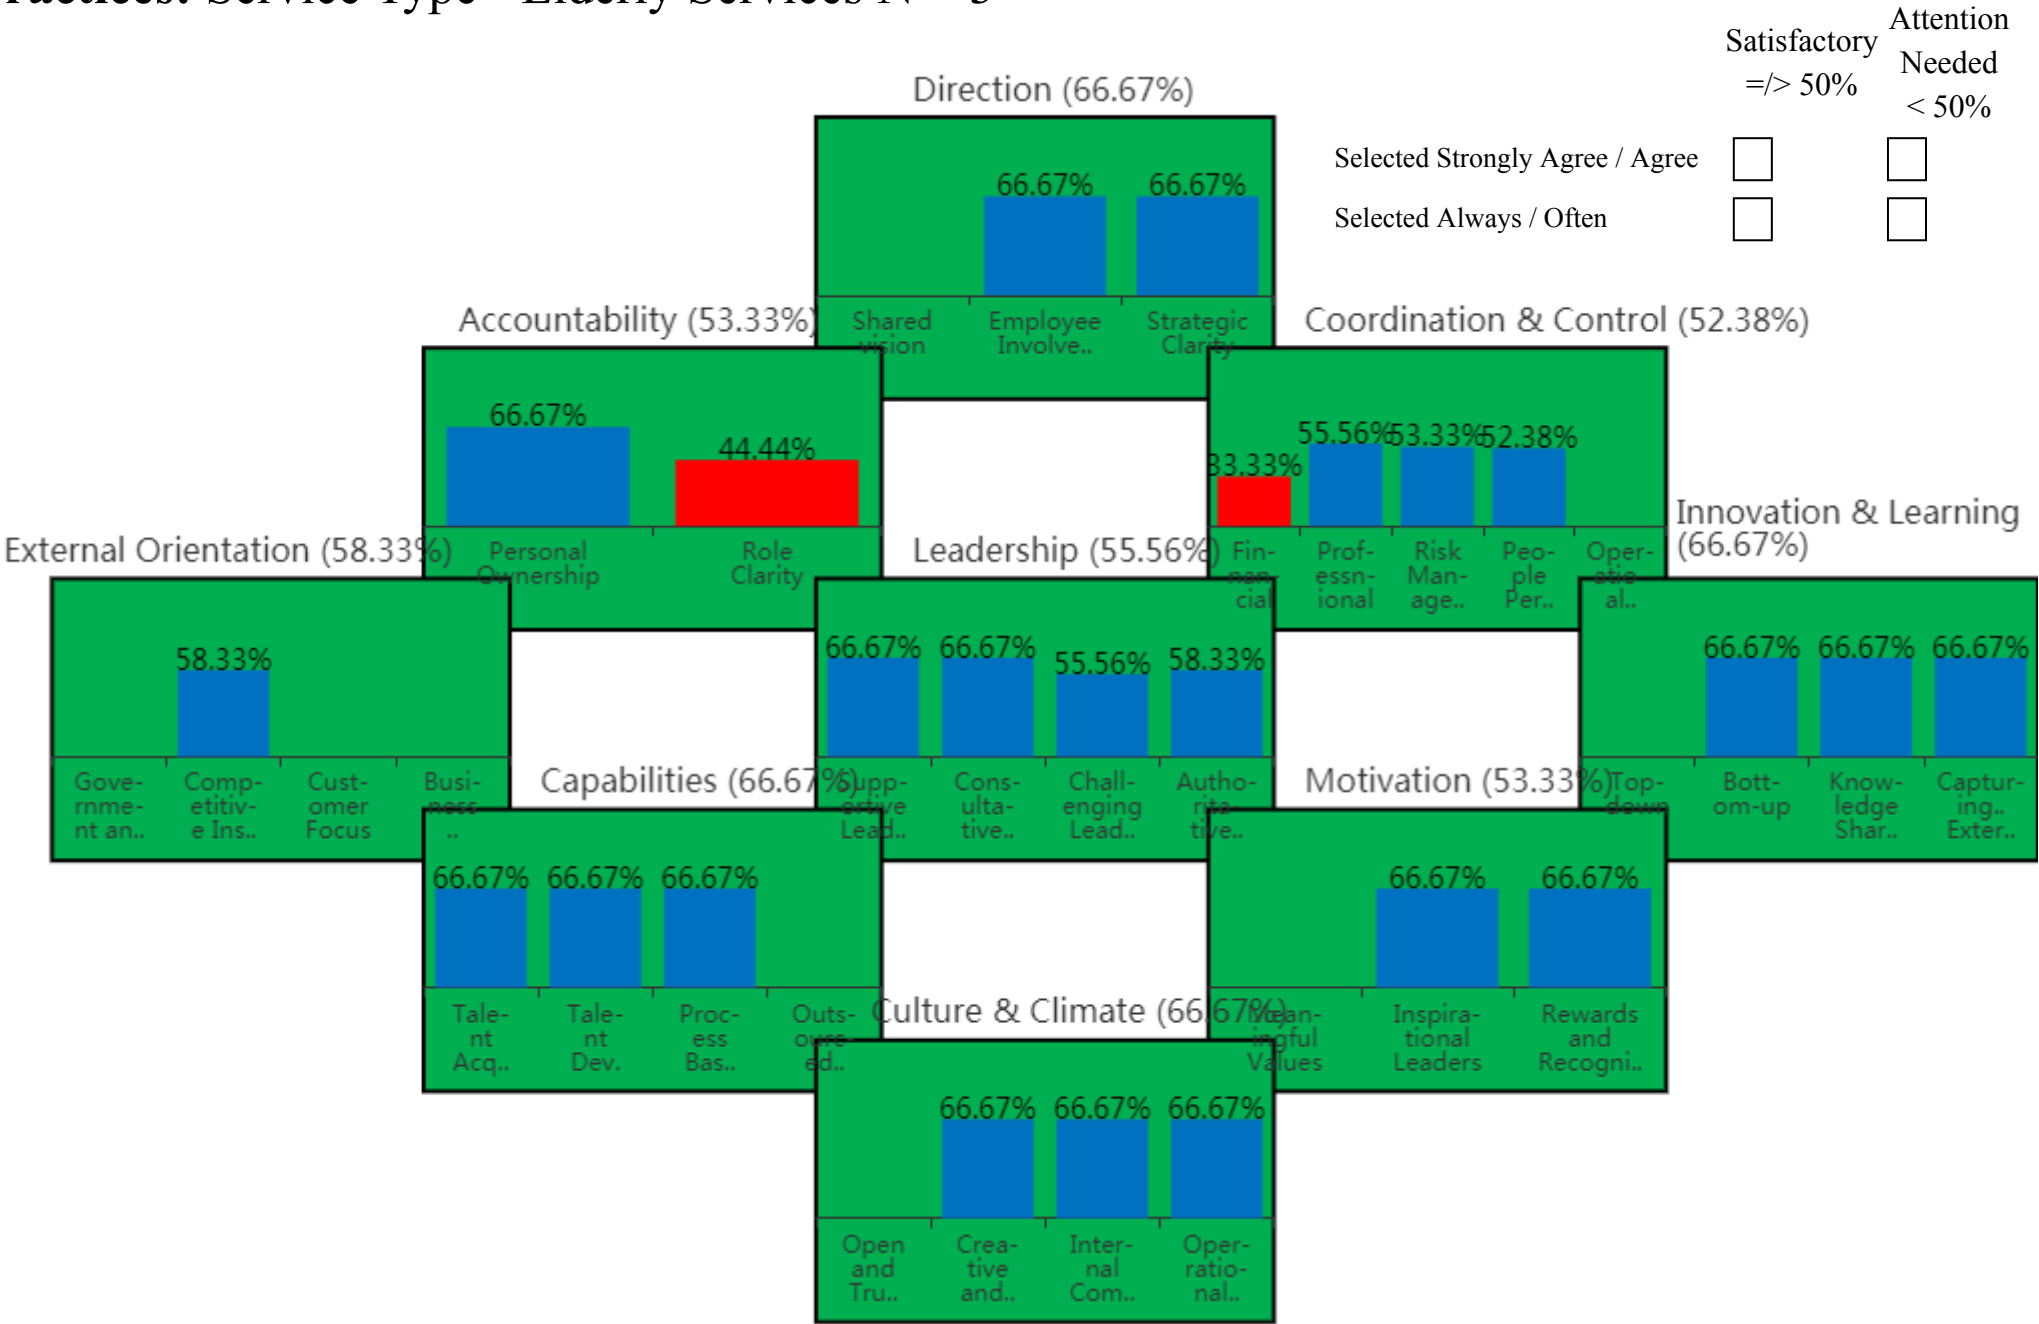 Service Type
Elderly Services N
Satisfactory
=/> 50%
Attention
Needed
< 50%
Selected Strongly Agree / Agree
Selected Always / Often
Direction (66.67%)
66.67%
66.67%
Shared
vision
Employee
Involve..
Strategic
Clarity
Accountability (53.33%)
66.67%
44.44%
Personal
Ownership
Role
Clarity
Coordination & Control (52.38%)
33.33%
55.56%
53.33%
52.38%
Fin-
nan-
cial
Prof-
essn-
ional
Risk
Man-
age..
Peo-
ple
Per..
Oper-
atio-
al..
External Orientation (58.33%)
58.33%
Gove-
rnme-
nt an..
Comp-
etitiv-
e Ins..
Cust-
omer
Focus
Busi-
ness
..
Leadership (55.56%)
66.67%
66.67%
55.56%
58.33%
Supp-
ortive
Lead..
Cons-
ulta-
tive..
Chall-
enging
Lead..
Autho-
rita-
tive..
Innovation & Learning
(66.67%)
66.67%
66.67%
66.67%
Top-
down
Bott-
om-up
Know-
ledge
Shar..
Captur-
ing..
Exter..
Capabilities (66.67%)
66.67%
66.67%
66.67%
Tale-
nt
Acq..
Tale-
nt
Dev.
Proc-
ess
Bas..
Outs-
ourc-
ed..
Motivation (53.33%)
66.67%
66.67%
Mean-
ingful
Values
Inspira-
tional
Leaders
Rewards
and
Recogni..
Culture & Climate (66.67%)
66.67%
66.67%
66.67%
Open
and
Tru..
Crea-
tive
and..
Inter-
nal
Com..
Oper-
ratio-
nal..